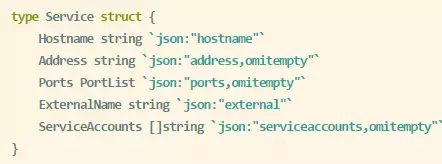 type Service struct {
Hostname string `json:"hostname"`
Address string `json:"address,omitempty"`
Ports PortList `json:"ports,omitempty"`
ExternalName string `json:"external"`
ServiceAccounts []string `json:"serviceaccounts,omitempty"`
}